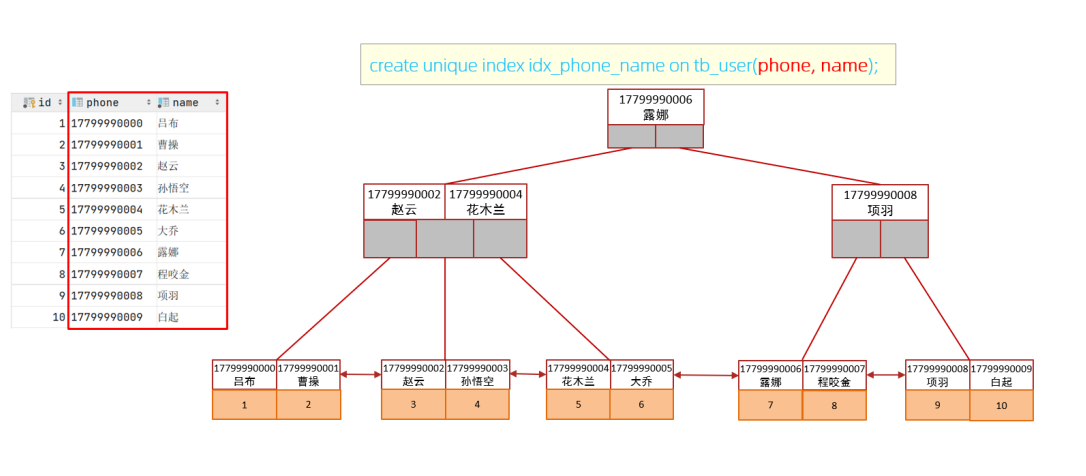 create unique index idx_phone_name on tb_user(phone, name);
id phone name
1 17799990000 吕布
2 17799990001 曹操
3 17799990002 赵云
4 17799990003 孙悟空
5 17799990004 花木兰
6 17799990005 大乔
7 17799990006 露娜
8 17799990007 程咬金
9 17799990008 项羽
10 17799990009 白起
17799990006
露娜
17799990002 17799990004
赵云 花木兰
17799990008
项羽
17799990000 17799990001
吕布 曹操
1 2
17799990002 17799990003
赵云 孙悟空
3 4
17799990004 17799990005
花木兰 大乔
5 6
17799990006 17799990007
露娜 程咬金
7 8
17799990008 17799990009
项羽 白起
9 10